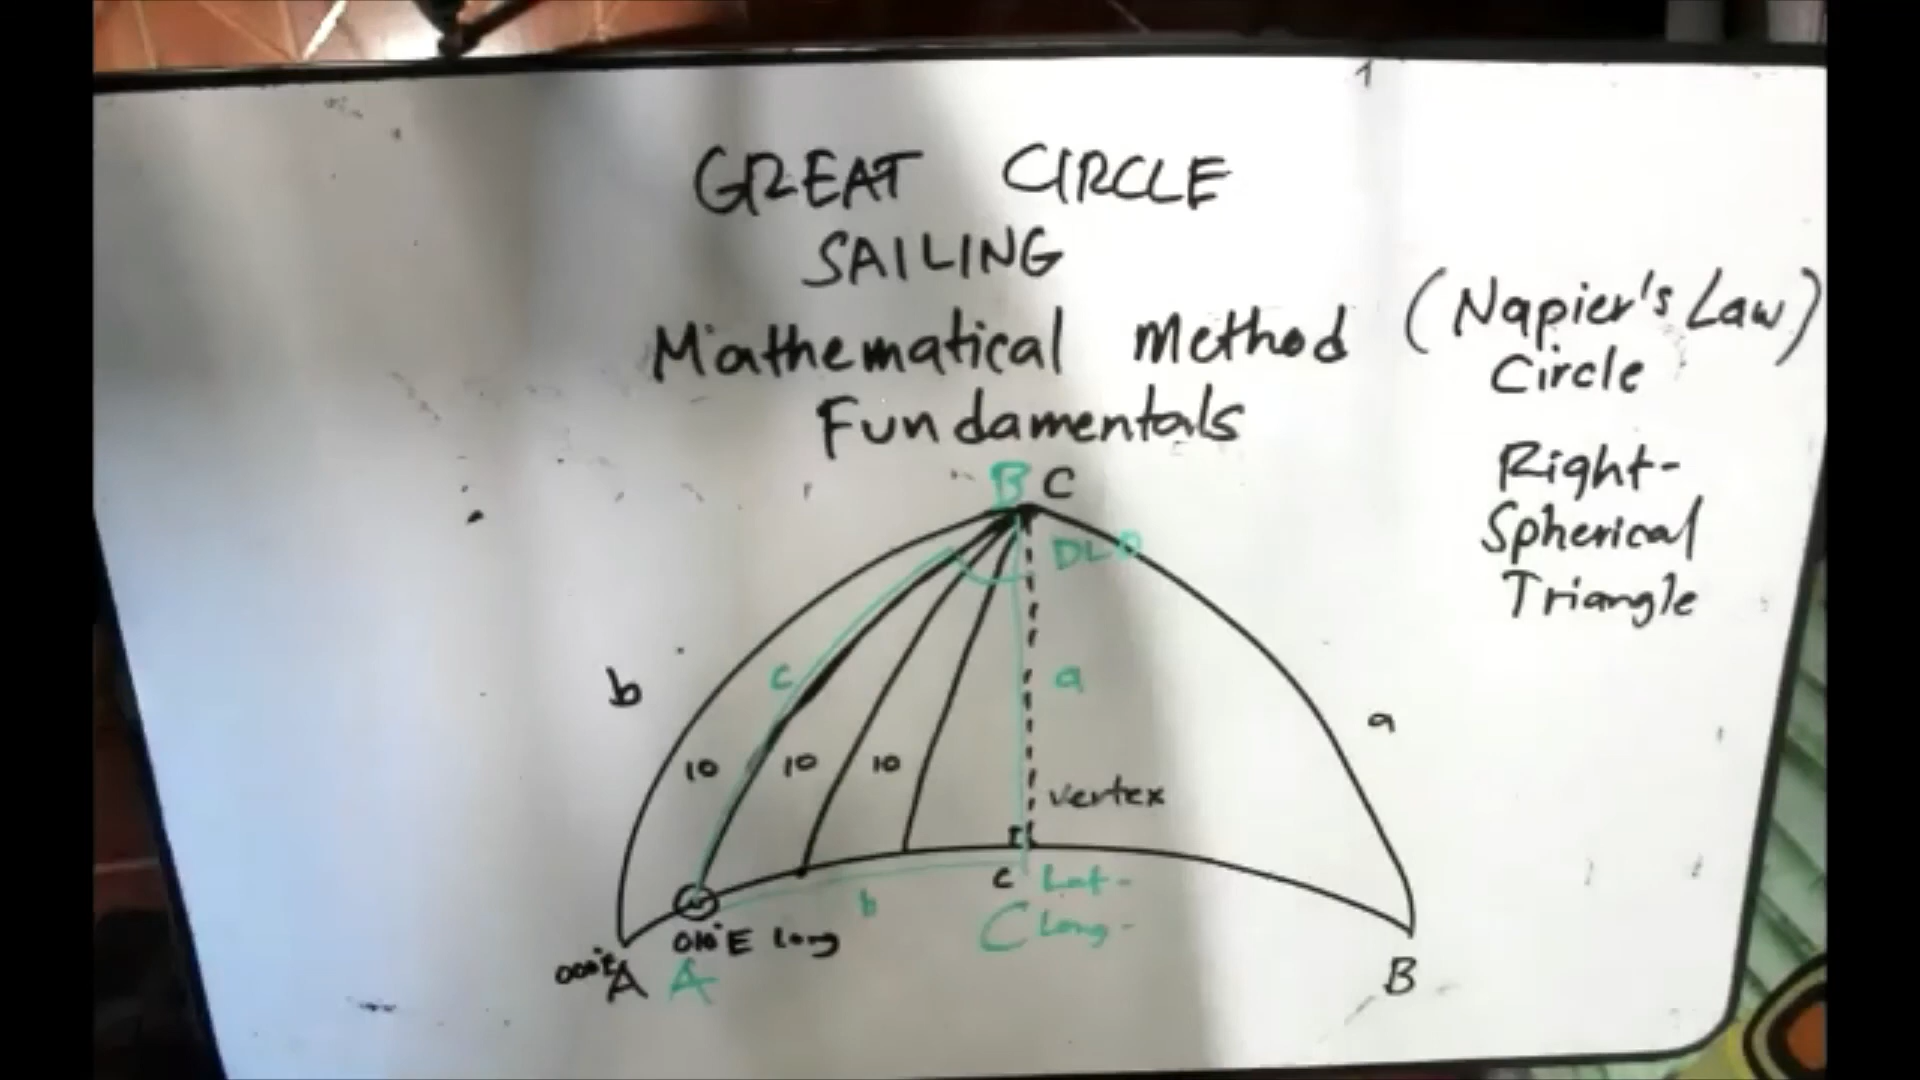 GREAT CIRCLE
SAILING
Mathematical Method (Napier's Law)
Fundamentals Circle
Right-
Spherical
Triangle
B C
DLO
b c a a
10 10 10
vertex
c Lat-
b C Long-
010°E long
000°E A A B